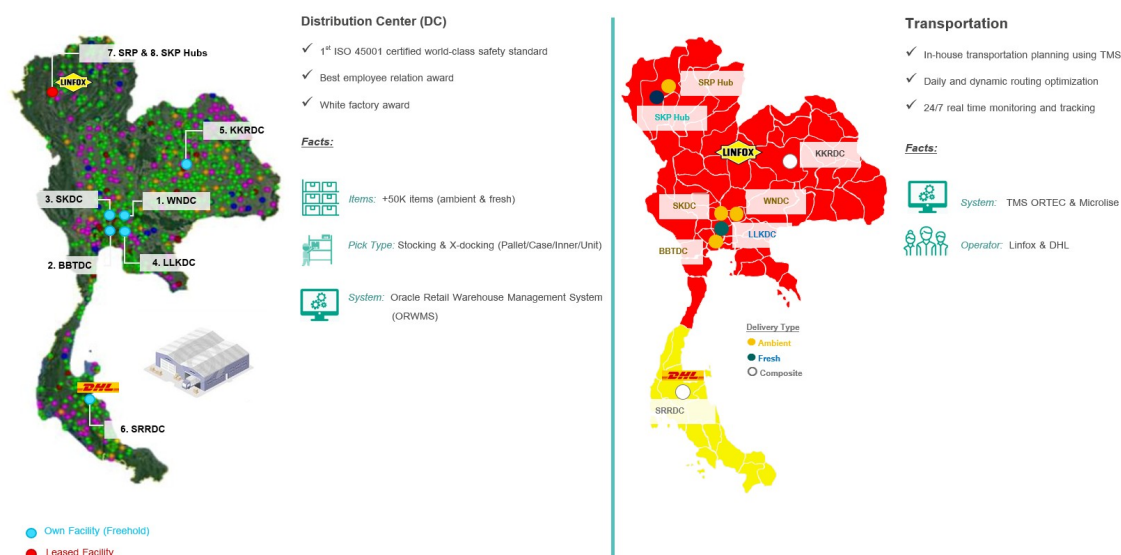 7. SRP & 8. SKP Hubs
LINFOX
5. KKRDC
3. SKDC
1. WNDC
2. BBTDC
4. LLKDC
DHL
6. SRRDC
Own Facility (Freehold)
Leased Facility
Distribution Center (DC)
✓ 1st ISO 45001 certified world-class safety standard
✓ Best employee relation award
✓ White factory award
Facts:
Items: +50K items (ambient & fresh)
Pick Type: Stocking & X-docking (Pallet/Case/Inner/Unit)
System: Oracle Retail Warehouse Management System
(ORWMS)
SRP Hub
SKP Hub
LINFOX
KKRDC
SKDC
WNDC
LLKDC
BBTDC
Delivery Type
Ambient
Fresh
Composite
DHL
SRRDC
Transportation
✓ In-house transportation planning using TMS
✓ Daily and dynamic routing optimization
✓ 24/7 real time monitoring and tracking
Facts:
System: TMS ORTEC & Microlise
Operator: Linfox & DHL